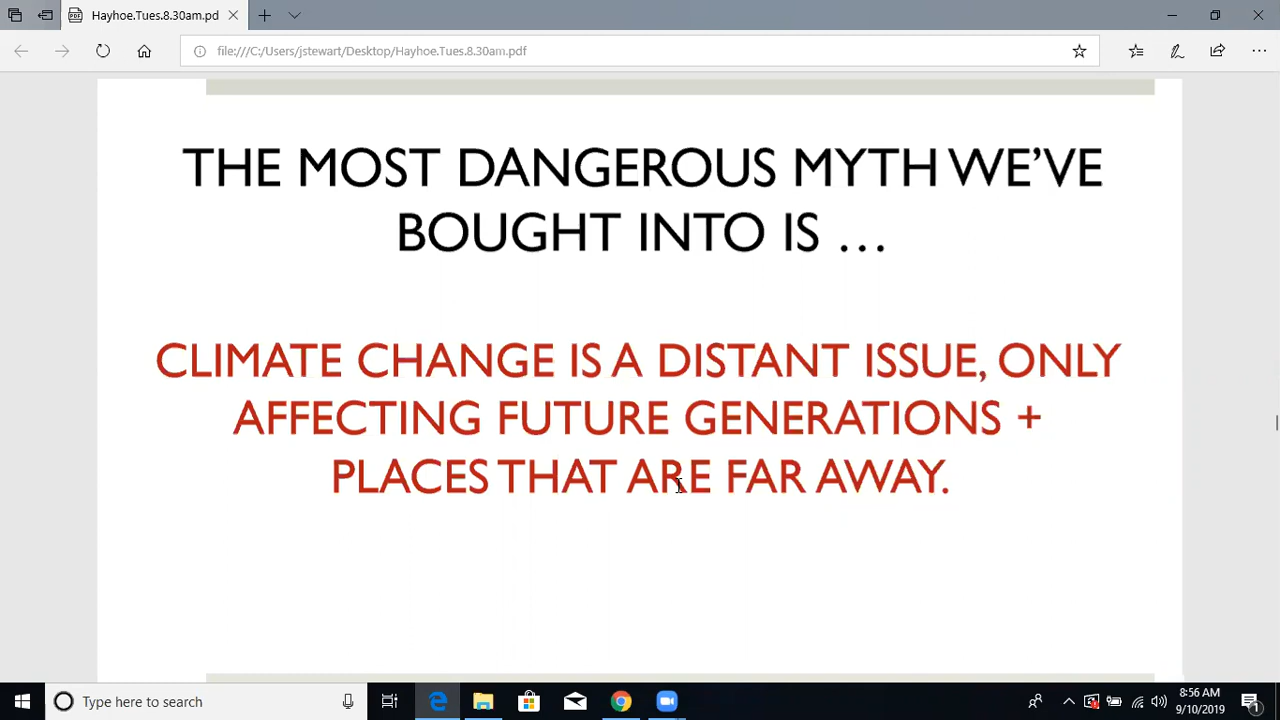 Hayhoe.Tues.8.30am.pd
file:///C:/Users/jstewart/Desktop/Hayhoe.Tues.8.30am.pdf
THE MOST DANGEROUS MYTH WE’VE
BOUGHT INTO IS …
CLIMATE CHANGE IS A DISTANT ISSUE, ONLY
AFFECTING FUTURE GENERATIONS +
PLACES THAT ARE FAR AWAY.
Type here to search
8:56 AM
9/10/2019